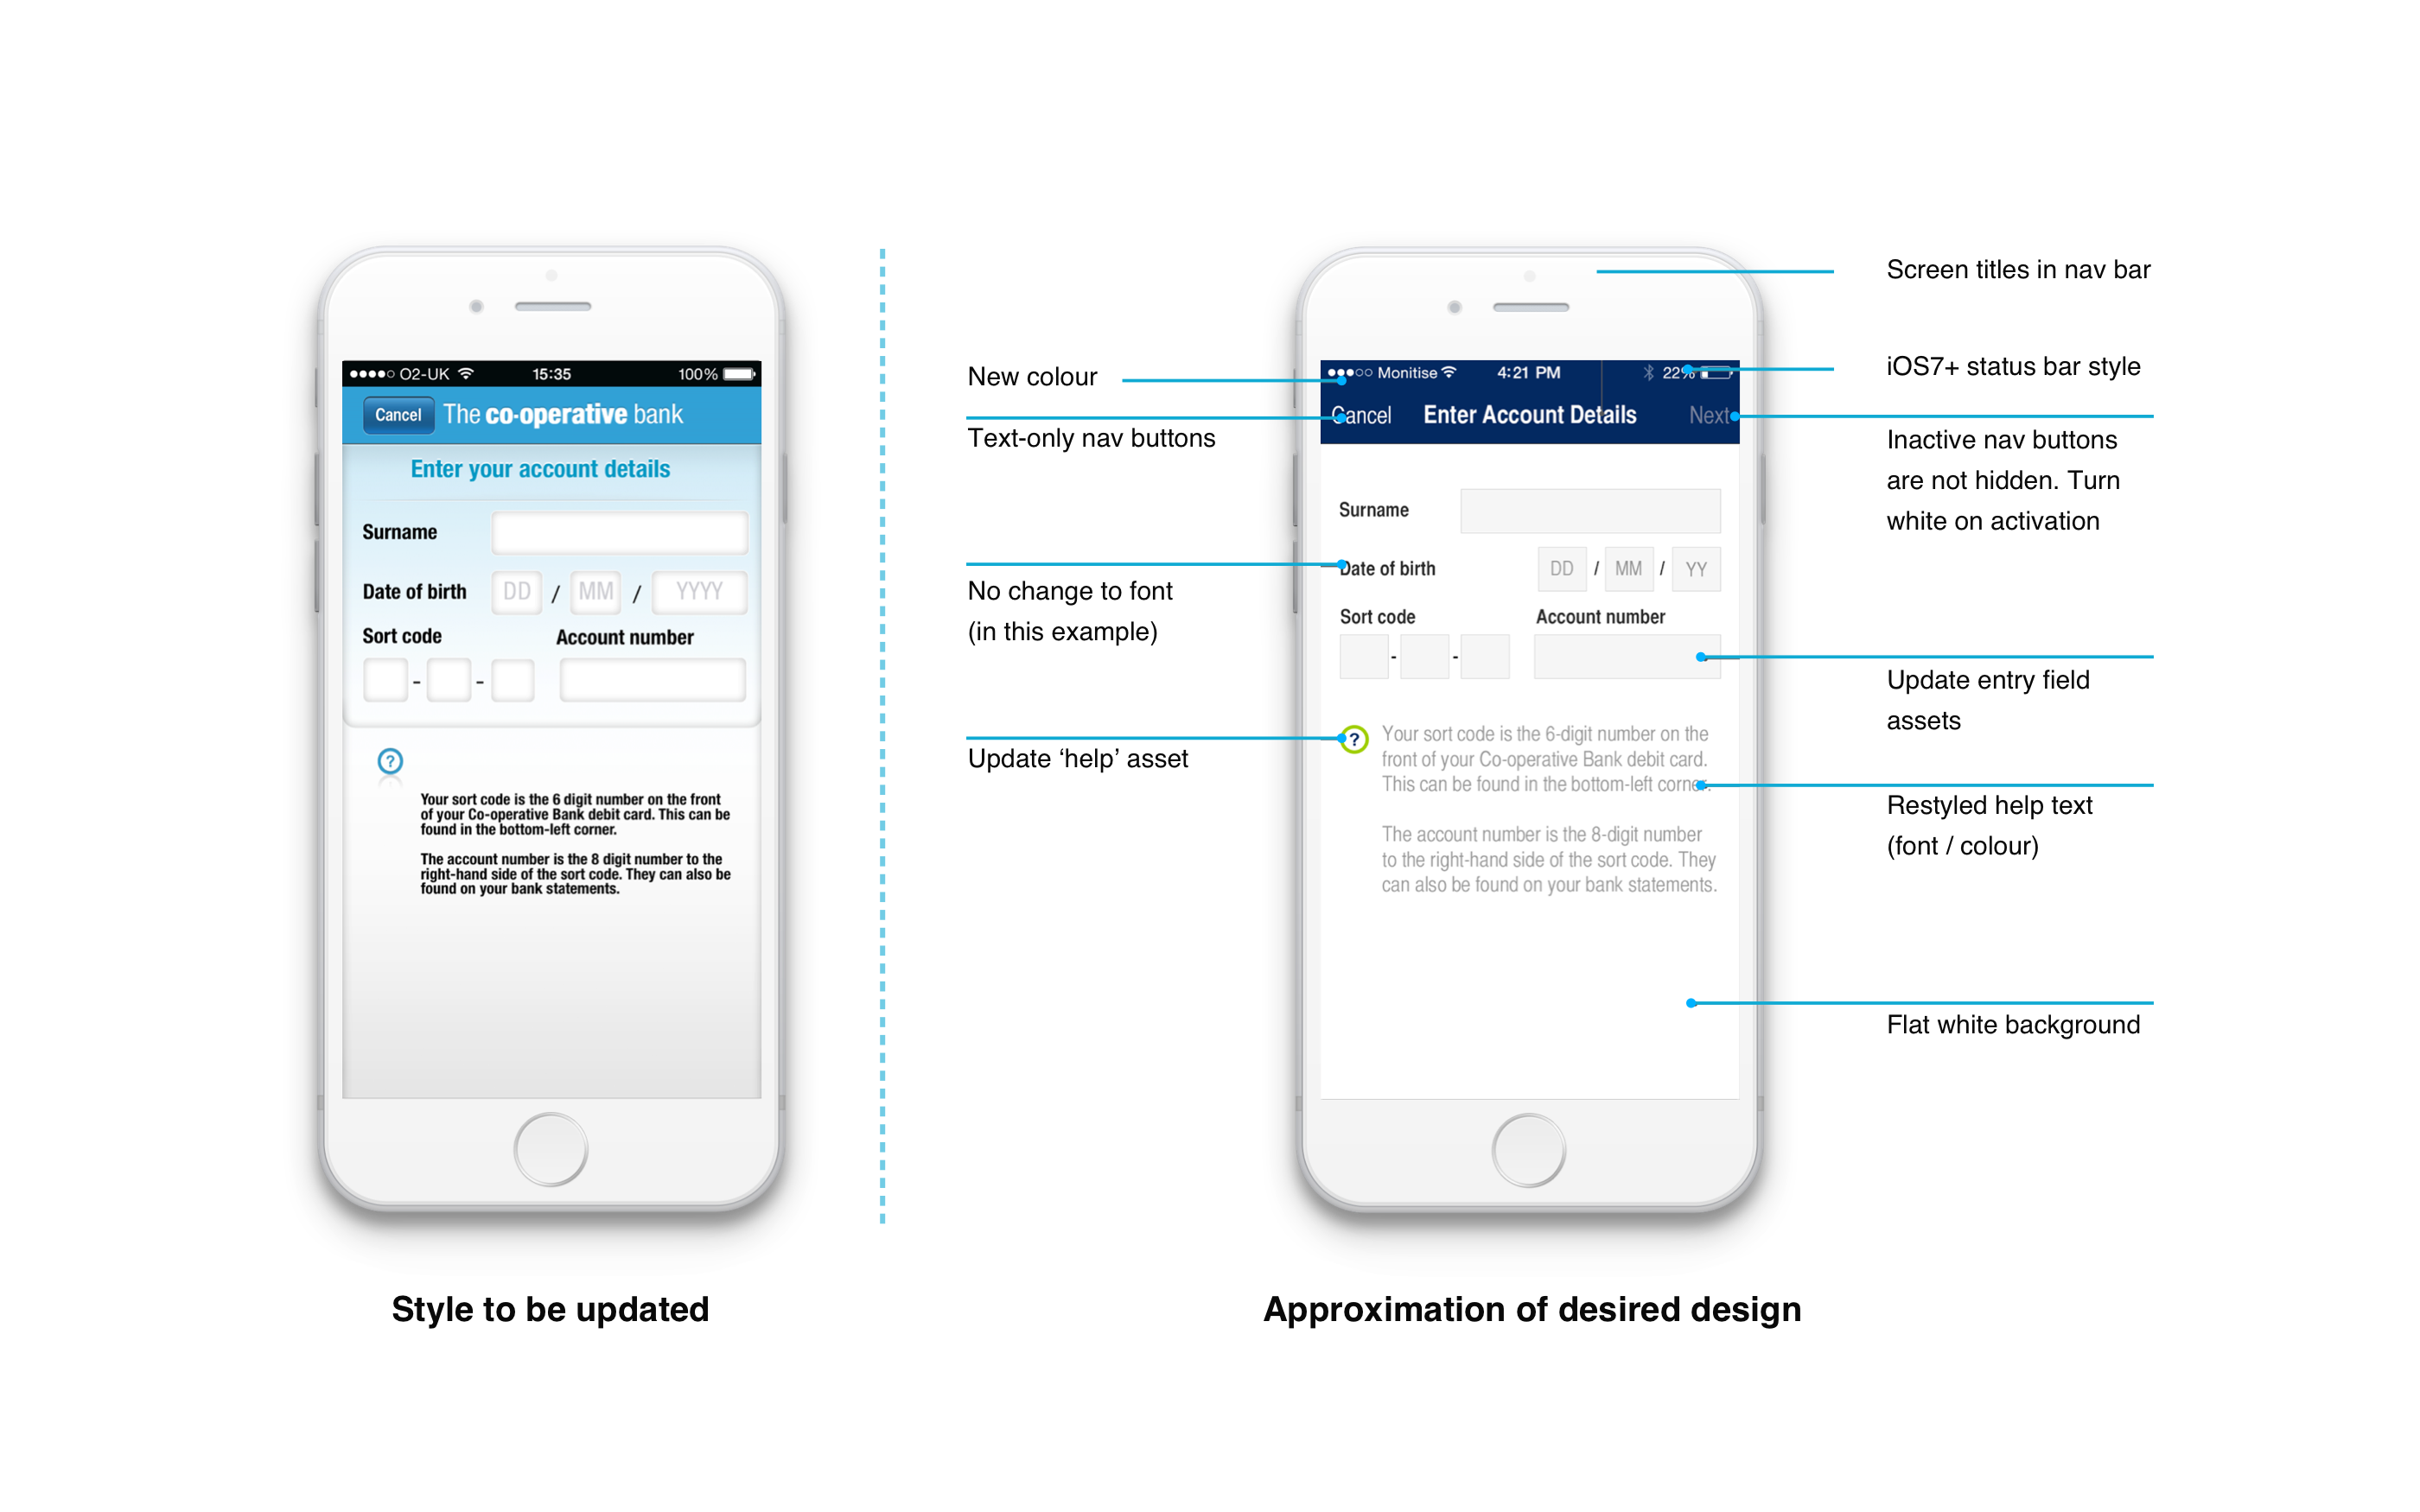 O2-UK 15:35 100%
Cancel The co-operative bank
Enter your account details
Surname
Date of birth DD / MM / YYYY
Sort code Account number
- -
?
Your sort code is the 6 digit number on the front
of your Co-operative Bank debit card. This can be
found in the bottom-left corner.
The account number is the 8 digit number to the
right-hand side of the sort code. They can also be
found on your bank statements.
Style to be updated
New colour
Text-only nav buttons
No change to font
(in this example)
Update ‘help’ asset
Monitise 4:21 PM 22%
Cancel Enter Account Details Next
Surname
Date of birth DD / MM / YY
Sort code Account number
- -
?
Your sort code is the 6-digit number on the
front of your Co-operative Bank debit card.
This can be found in the bottom-left corner.
The account number is the 8-digit number
to the right-hand side of the sort code. They
can also be found on your bank statements.
Screen titles in nav bar
iOS7+ status bar style
Inactive nav buttons
are not hidden. Turn
white on activation
Update entry field
assets
Restyled help text
(font / colour)
Flat white background
Approximation of desired design